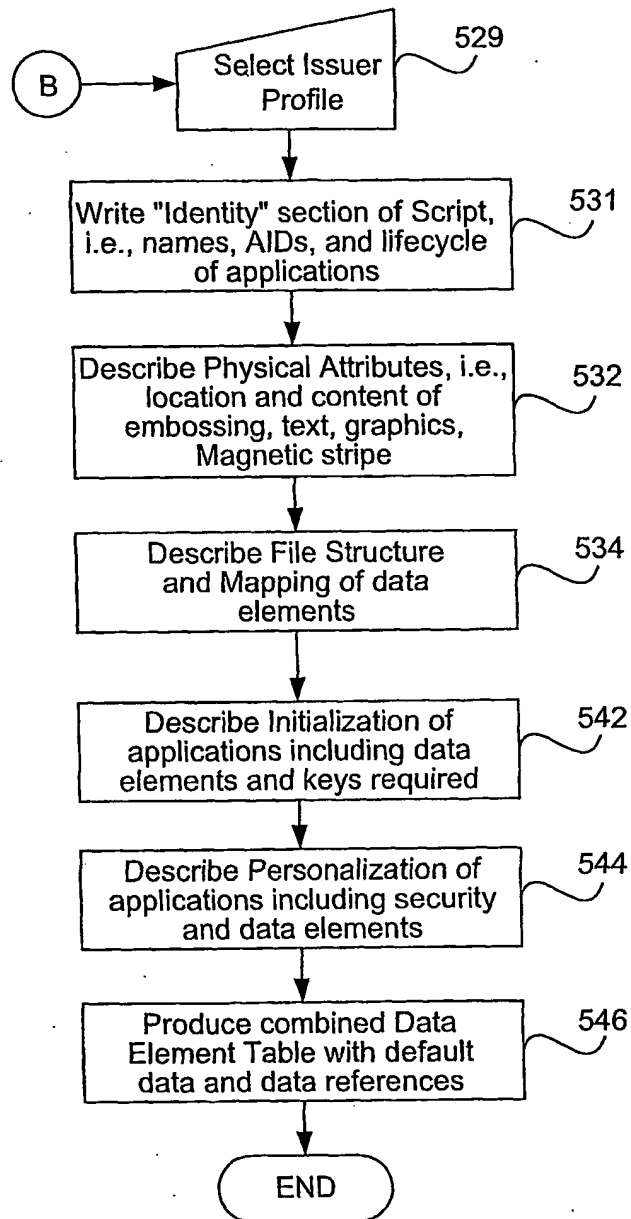 529
B
Select Issuer
Profile
531
Write "Identity" section of Script,
i.e., names, AIDs, and lifecycle
of applications
532
Describe Physical Attributes, i.e.,
location and content of
embossing, text, graphics,
Magnetic stripe
534
Describe File Structure
and Mapping of data
elements
542
Describe Initialization of
applications including data
elements and keys required
544
Describe Personalization of
applications including security
and data elements
546
Produce combined Data
Element Table with default
data and data references
END